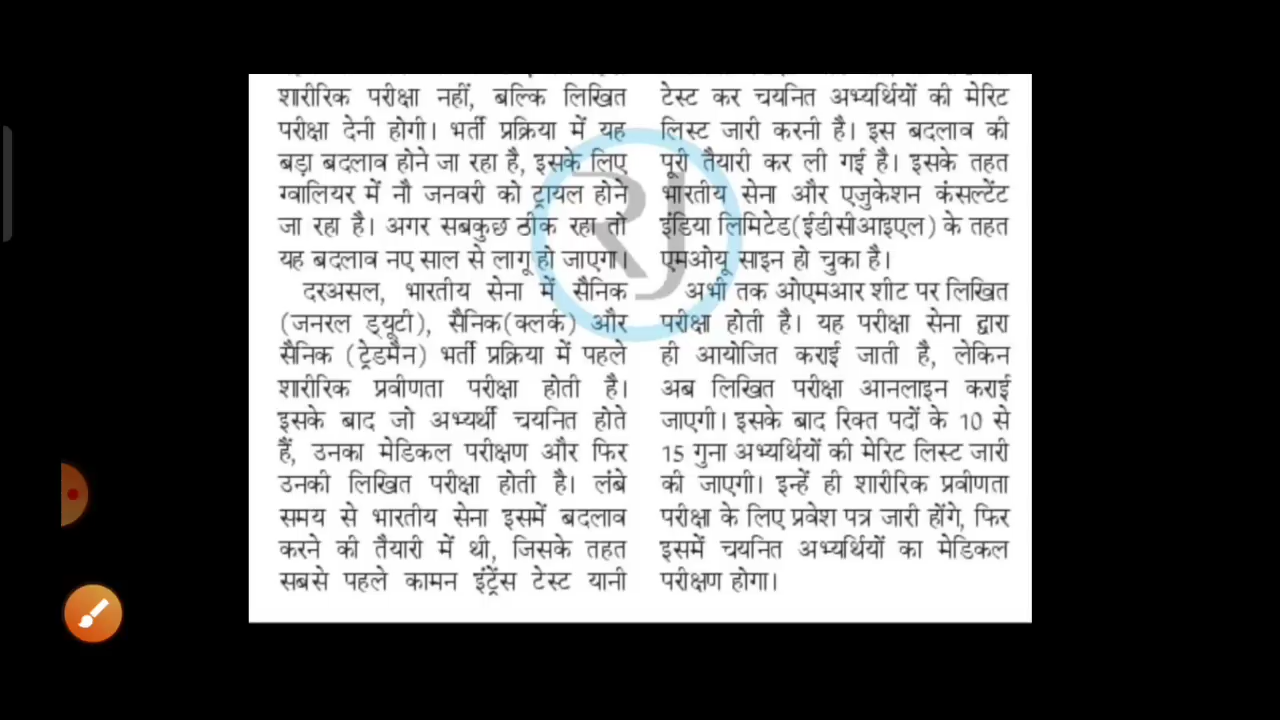 शारीरिक परीक्षा नहीं, बल्कि लिखित
परीक्षा देनी होगी। भर्ती प्रक्रिया में यह
बड़ा बदलाव होने जा रहा है, इसके लिए
ग्वालियर में नौ जनवरी को ट्रायल होने
जा रहा है। अगर सबकुछ ठीक रहा तो
यह बदलाव नए साल से लागू हो जाएगा।
दरअसल, भारतीय सेना में सैनिक
(जनरल ड्यूटी), सैनिक(क्लर्क) और
सैनिक (ट्रेडमैन) भर्ती प्रक्रिया में पहले
शारीरिक प्रवीणता परीक्षा होती है।
इसके बाद जो अभ्यर्थी चयनित होते
हैं, उनका मेडिकल परीक्षण और फिर
उनकी लिखित परीक्षा होती है। लंबे
समय से भारतीय सेना इसमें बदलाव
करने की तैयारी में थी, जिसके तहत
सबसे पहले कामन इंट्रेंस टेस्ट यानी
टेस्ट कर चयनित अभ्यर्थियों की मेरिट
लिस्ट जारी करनी है। इस बदलाव की
पूरी तैयारी कर ली गई है। इसके तहत
भारतीय सेना और एजुकेशन कंसल्टेंट
इंडिया लिमिटेड(ईडीसीआइएल) के तहत
एमओयू साइन हो चुका है।
अभी तक ओएमआर शीट पर लिखित
परीक्षा होती है। यह परीक्षा सेना द्वारा
ही आयोजित कराई जाती है, लेकिन
अब लिखित परीक्षा आनलाइन कराई
जाएगी। इसके बाद रिक्त पदों के 10 से
15 गुना अभ्यर्थियों की मेरिट लिस्ट जारी
की जाएगी। इन्हें ही शारीरिक प्रवीणता
परीक्षा के लिए प्रवेश पत्र जारी होंगे, फिर
इसमें चयनित अभ्यर्थियों का मेडिकल
परीक्षण होगा।
RJ